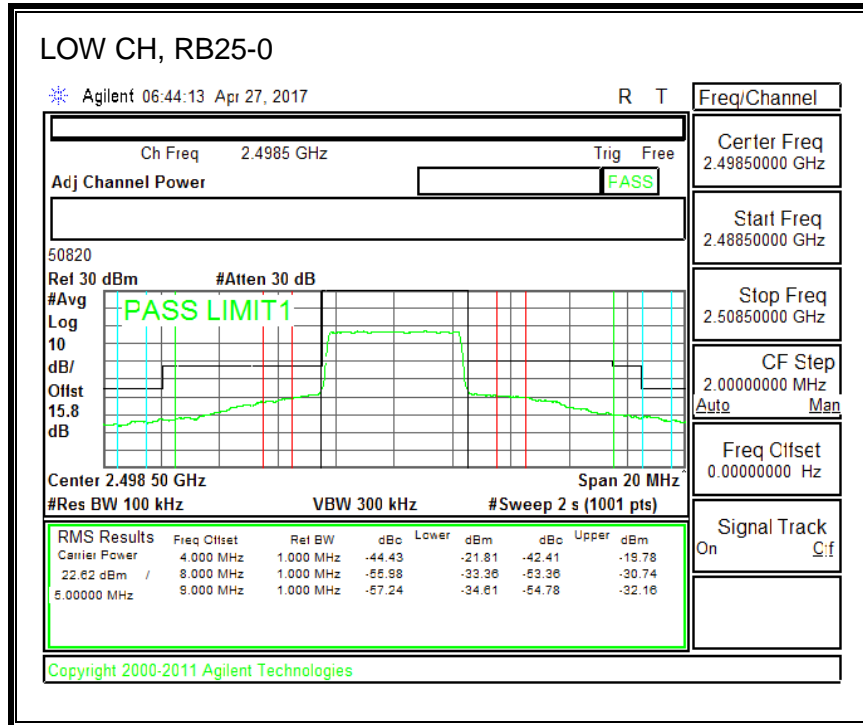 LOW CH, RB25-0
Agilent 06:44:13 Apr 27, 2017 R T
Freq/Channel
Ch Freq 2.4985 GHz Trig Free
Adj Channel Power PASS
Center Freq
2.49850000 GHz
Start Freq
2.48850000 GHz
50820
Ref 30 dBm #Atten 30 dB
#Avg
Log
10
dB/
Offst
15.8
dB
PASS LIMIT1
Stop Freq
2.50850000 GHz
CF Step
2.00000000 MHz
Auto Man
Freq Offset
0.00000000 Hz
Center 2.498 50 GHz Span 20 MHz
#Res BW 100 kHz VBW 300 kHz #Sweep 2 s (1001 pts)
Signal Track
On Off
RMS Results Freq Offset Ref BW dBc Lower dBm dBc Upper dBm
Carrier Power 4.000 MHz 1.000 MHz -44.43 -21.81 -42.41 -19.78
22.62 dBm / 8.000 MHz 1.000 MHz -55.98 -33.36 -53.36 -30.74
5.00000 MHz 9.000 MHz 1.000 MHz -57.24 -34.61 -54.78 -32.16
Copyright 2000-2011 Agilent Technologies